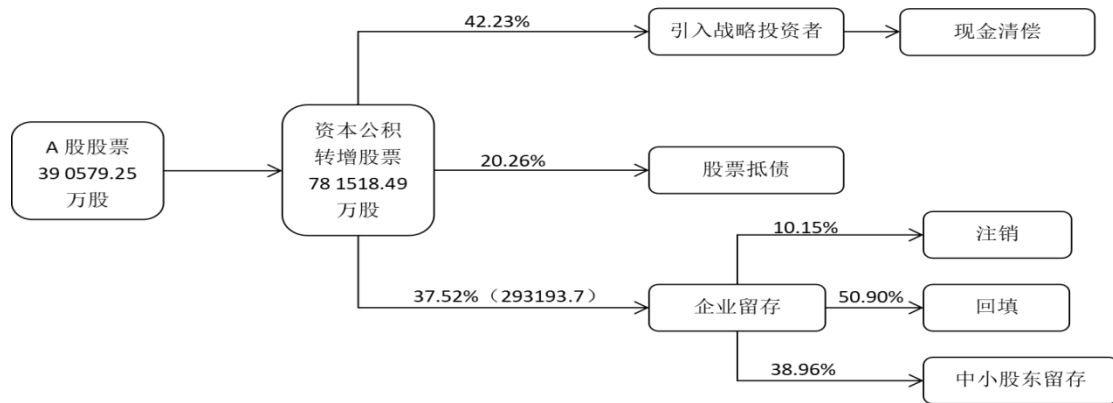 A 股股票
39 0579.25
万股
资本公积
转增股票
78 1518.49
万股
42.23%
引入战略投资者
现金清偿
20.26%
股票抵债
37.52%（293193.7）
企业留存
10.15%
注销
50.90%
回填
38.96%
中小股东留存